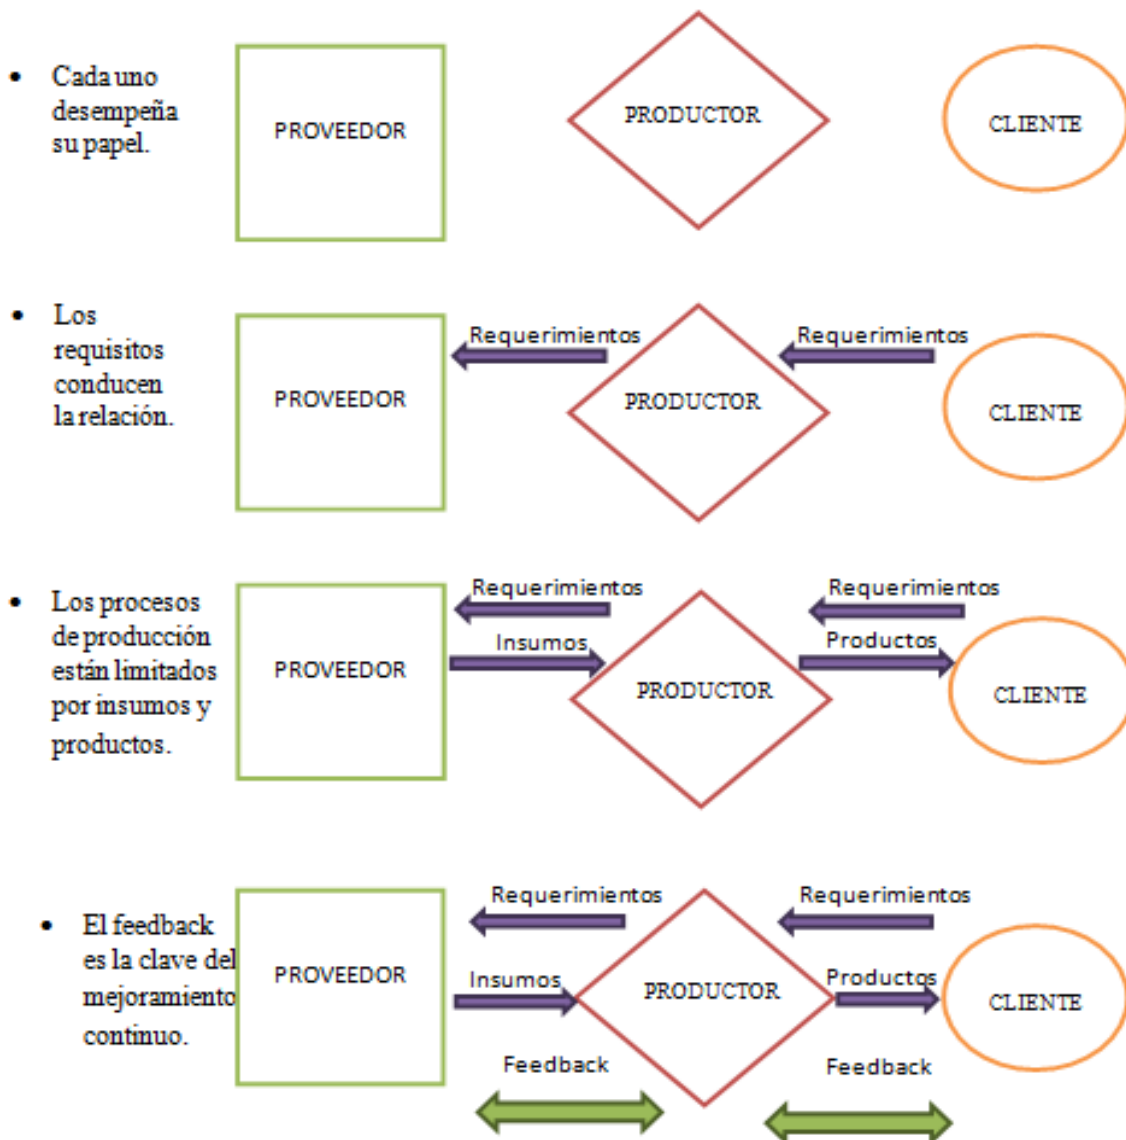 • Cada uno
desempeña
su papel.
PROVEEDOR
PRODUCTOR
CLIENTE
• Los
requisitos
conducen
la relación.
PROVEEDOR
Requerimientos
PRODUCTOR
Requerimientos
CLIENTE
• Los procesos
de producción
están limitados
por insumos y
productos.
PROVEEDOR
Requerimientos
Insumos
PRODUCTOR
Requerimientos
Productos
CLIENTE
• El feedback
es la clave del
mejoramiento
continuo.
PROVEEDOR
Requerimientos
Insumos
Feedback
PRODUCTOR
Requerimientos
Productos
Feedback
CLIENTE